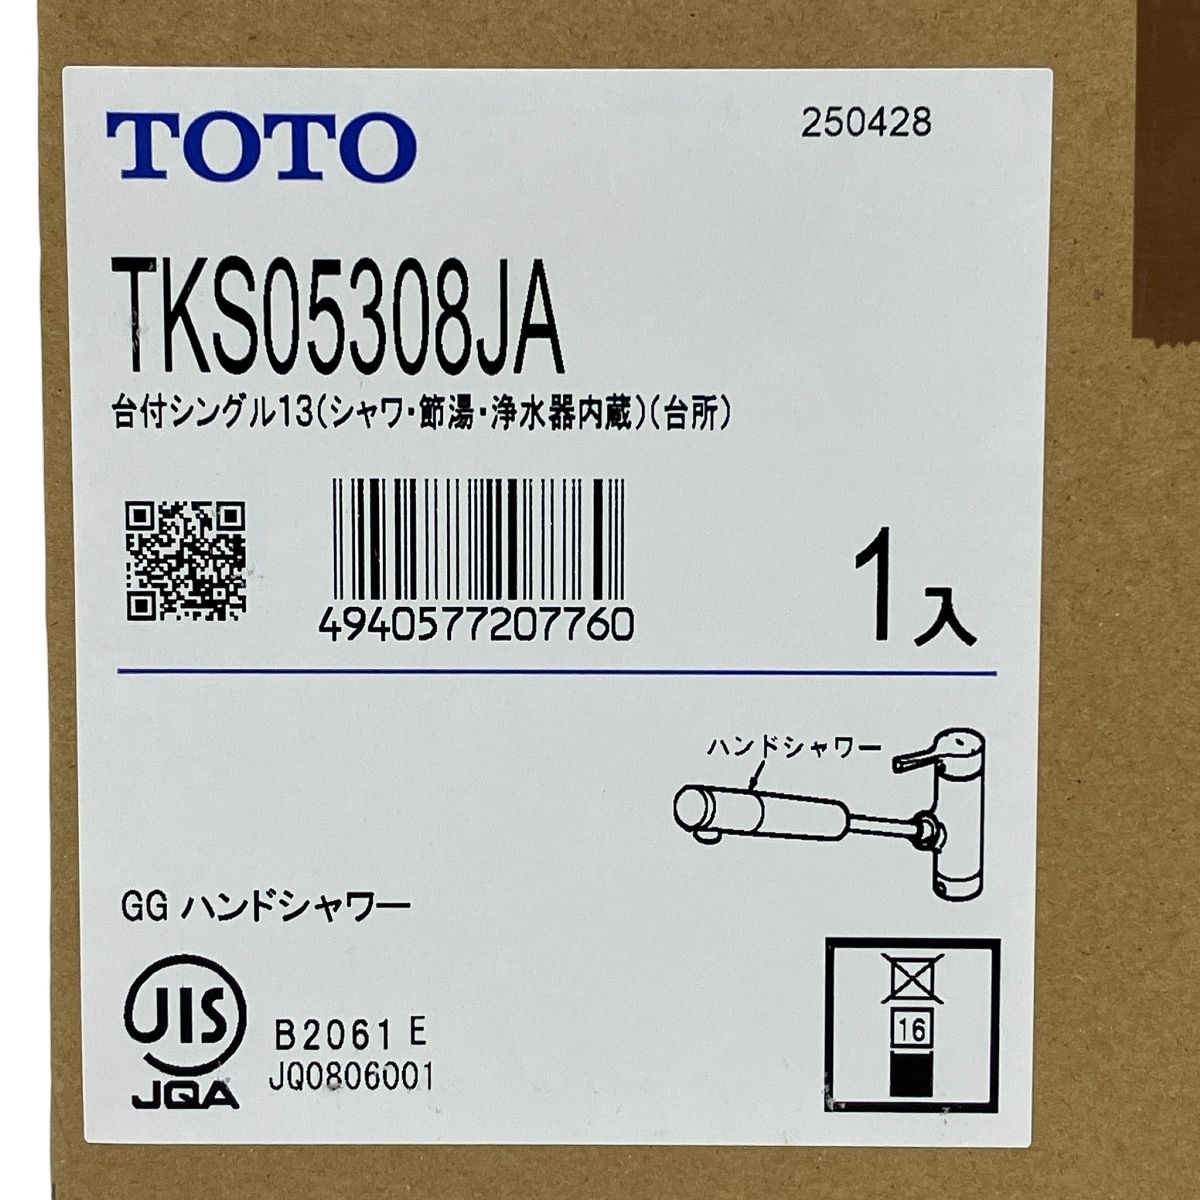 TOTO
250428
TKS05308JA
台付シングル13(シャワ・節湯・浄水器内蔵)(台所)
4940577207760
1入
ハンドシャワー
GG ハンドシャワー
JIS
JQA
B2061 E
JQ0806001
16